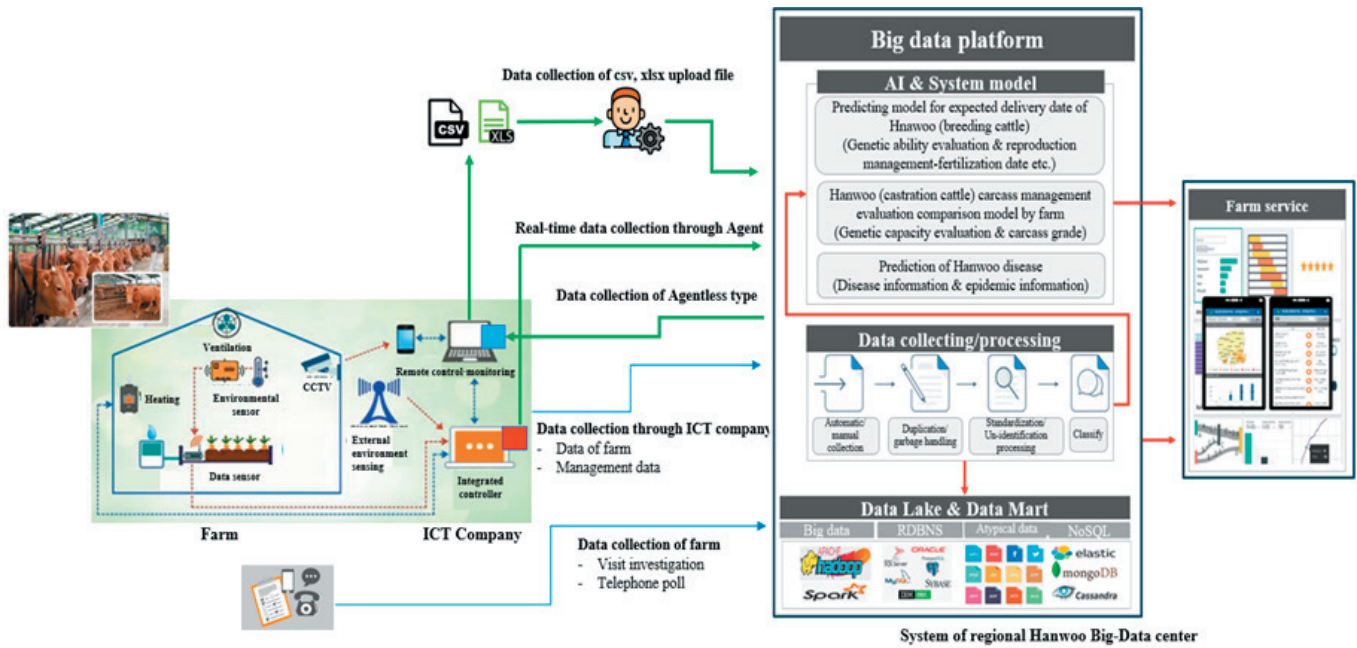 Data collection of csv, xlsx upload file
CSV
XLS
Real-time data collection through Agent
Data collection of Agentless type
Ventilation
CCTV
Remote control-monitoring
Heating
Environmental
sensor
External
environment
sensing
Data sensor
Integrated
controller
Farm
ICT Company
Data collection through ICT company
- Data of farm
- Management data
Data collection of farm
- Visit investigation
- Telephone poll
Big data platform
AI & System model
Predicting model for expected delivery date of
Hnawoo (breeding cattle)
(Genetic ability evaluation & reproduction
management-fertilization date etc.)
Hanwoo (castration cattle) carcass management
evaluation comparison model by farm
(Genetic capacity evaluation & carcass grade)
Prediction of Hanwoo disease
(Disease information & epidemic information)
Data collecting/processing
Automatic/
manual
collection
Duplication/
garbage handling
Standardization/
Un-identification
processing
Classify
Data Lake & Data Mart
Big data
RDBNS
Atypical data
NoSQL
APACHE
hadoop
Spark
SQL Server
ORACLE
MySQL
SYBASE
IBM
elastic
mongoDB
Cassandra
Farm service
System of regional Hanwoo Big-Data center